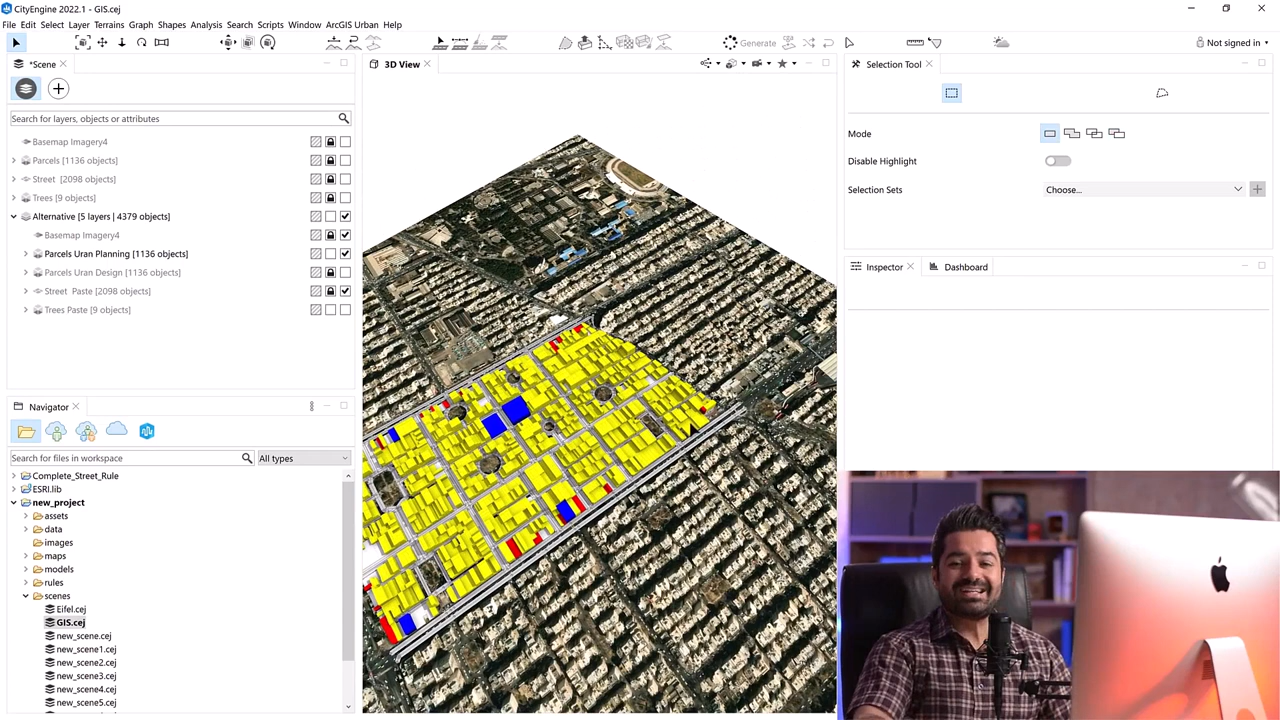 CityEngine 2022.1 - GIS.cej
File Edit Select Layer Terrains Graph Shapes Analysis Search Scripts Window ArcGIS Urban Help
Generate
Not signed in
*Scene
3D View
Selection Tool
Search for layers, objects or attributes
Mode
Disable Highlight
Selection Sets
Choose...
Basemap Imagery4
Parcels [1136 objects]
Street [2098 objects]
Trees [9 objects]
Alternative [5 layers | 4379 objects]
Basemap Imagery4
Parcels Uran Planning [1136 objects]
Parcels Uran Design [1136 objects]
Street Paste [2098 objects]
Trees Paste [9 objects]
Inspector
Dashboard
Navigator
Search for files in workspace
All types
Complete_Street_Rule
ESRI.lib
new_project
assets
data
images
maps
models
rules
scenes
Eifel.cej
GIS.cej
new_scene.cej
new_scene1.cej
new_scene2.cej
new_scene3.cej
new_scene4.cej
new_scene5.cej